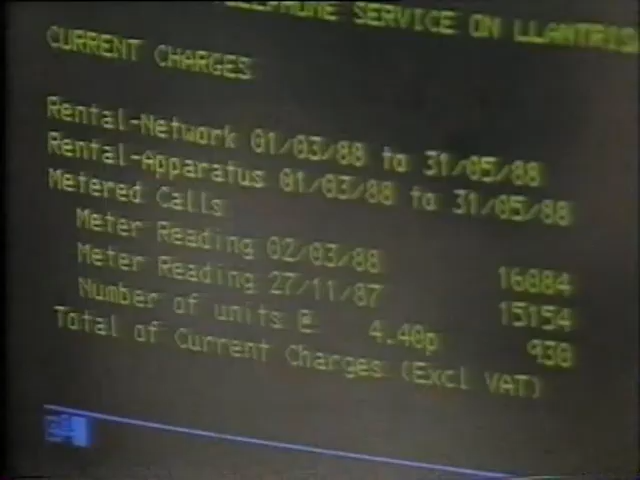 TELEPHONE SERVICE ON LLANTRIS
CURRENT CHARGES
Rental-Network 01/03/88 to 31/05/88
Rental-Apparatus 01/03/88 to 31/05/88
Metered Calls
Meter Reading 02/03/88 16084
Meter Reading 27/11/87 15154
Number of units @ 4.40p 930
Total of Current Charges (Excl VAT)